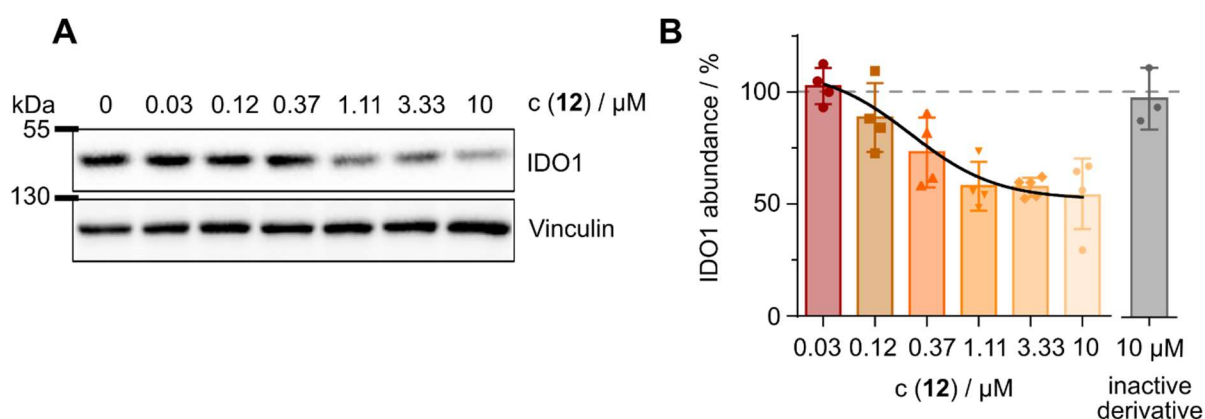 A
kDa 0 0.03 0.12 0.37 1.11 3.33 10 c (12) / µM
55
IDO1
130
Vinculin
B
IDO1 abundance / %
100
50
0
0.03 0.12 0.37 1.11 3.33 10 10 µM
c (12) / µM
inactive
derivative